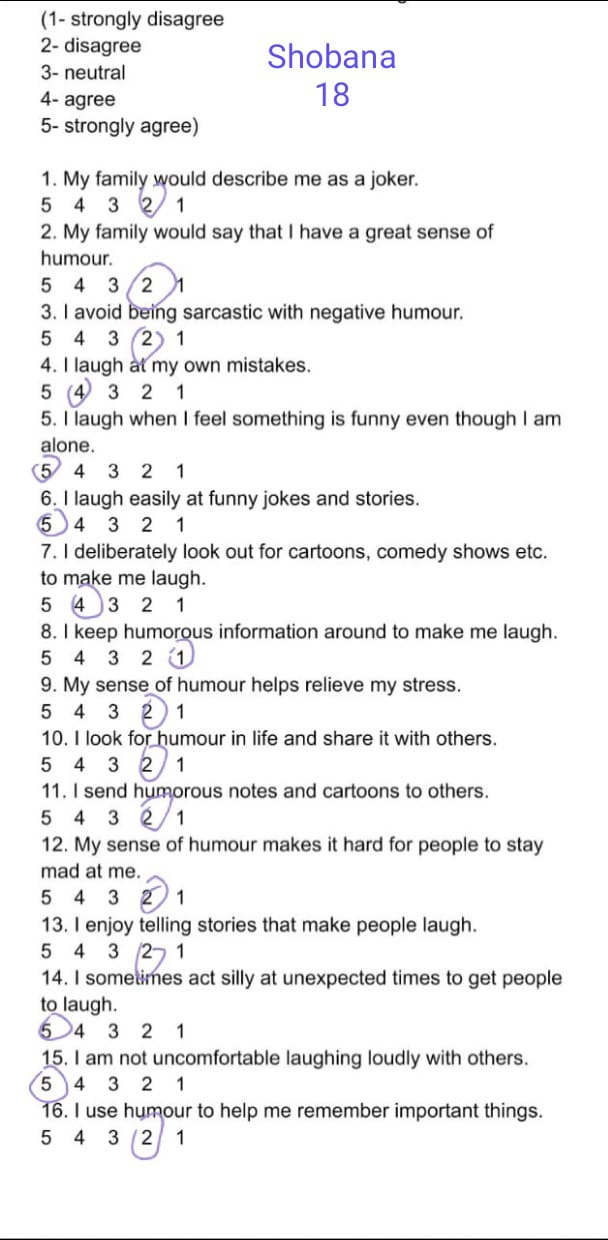 (1- strongly disagree
2- disagree
3- neutral
4- agree
5- strongly agree)
Shobana
18
1. My family would describe me as a joker.
5 4 3 2 1
2. My family would say that I have a great sense of
humour.
5 4 3 2 1
3. I avoid being sarcastic with negative humour.
5 4 3 2 1
4. I laugh at my own mistakes.
5 4 3 2 1
5. I laugh when I feel something is funny even though I am
alone.
5 4 3 2 1
6. I laugh easily at funny jokes and stories.
5 4 3 2 1
7. I deliberately look out for cartoons, comedy shows etc.
to make me laugh.
5 4 3 2 1
8. I keep humorous information around to make me laugh.
5 4 3 2 1
9. My sense of humour helps relieve my stress.
5 4 3 2 1
10. I look for humour in life and share it with others.
5 4 3 2 1
11. I send humorous notes and cartoons to others.
5 4 3 2 1
12. My sense of humour makes it hard for people to stay
mad at me.
5 4 3 2 1
13. I enjoy telling stories that make people laugh.
5 4 3 2 1
14. I sometimes act silly at unexpected times to get people
to laugh.
5 4 3 2 1
15. I am not uncomfortable laughing loudly with others.
5 4 3 2 1
16. I use humour to help me remember important things.
5 4 3 2 1